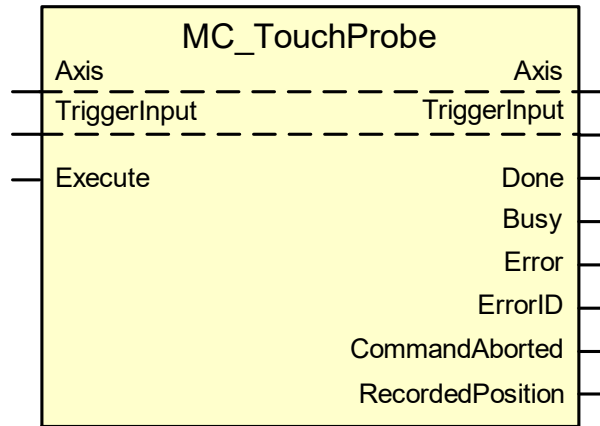 MC_TouchProbe
Axis Axis
TriggerInput TriggerInput
Execute Done
Busy
Error
ErrorID
CommandAborted
RecordedPosition